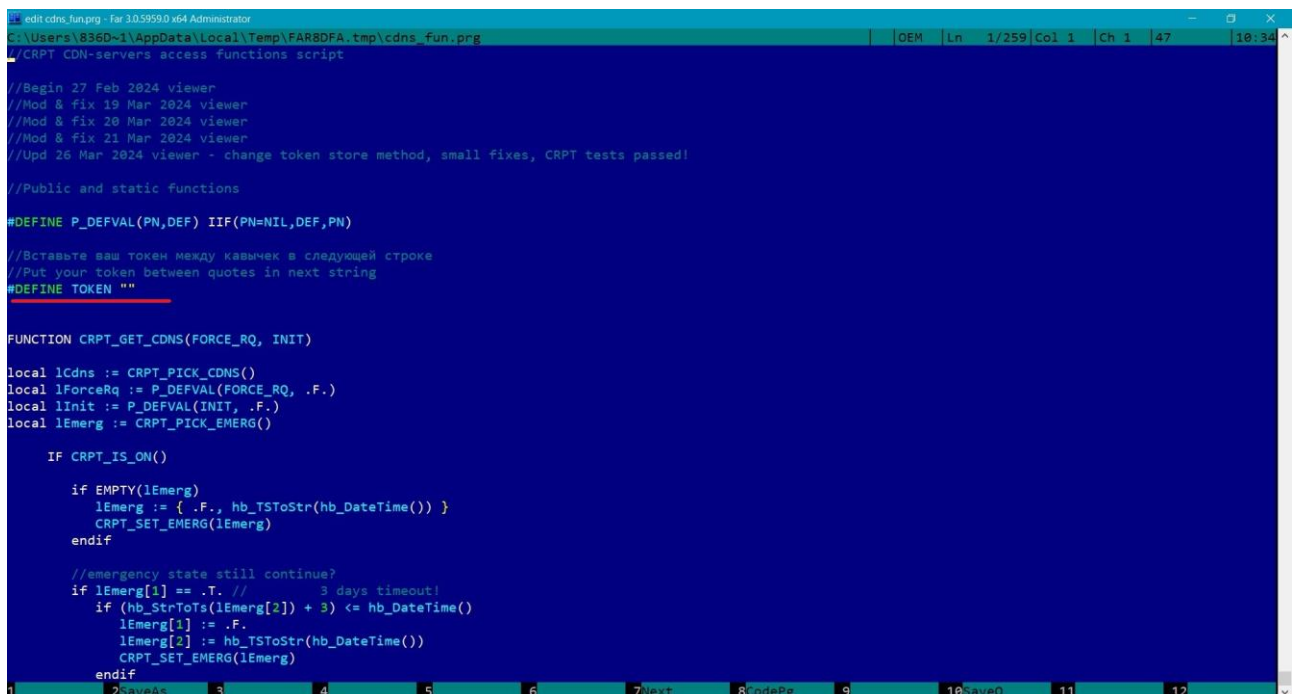 edit cdns_fun.prg - Far 3.0.5959.0 x64 Administrator
C:\Users\836D~1\AppData\Local\Temp\FAR8DFA.tmp\cdns_fun.prg | |OEM |Ln 1/259|Col 1 |Ch 1 |47 |10:34
//CRPT CDN-servers access functions script
//Begin 27 Feb 2024 viewer
//Mod & fix 19 Mar 2024 viewer
//Mod & fix 20 Mar 2024 viewer
//Mod & fix 21 Mar 2024 viewer
//Upd 26 Mar 2024 viewer - change token store method, small fixes, CRPT tests passed!
//Public and static functions
#DEFINE P_DEFVAL(PN,DEF) IIF(PN=NIL,DEF,PN)
//Вставьте ваш токен между кавычек в следующей строке
//Put your token between quotes in next string
#DEFINE TOKEN ""
FUNCTION CRPT_GET_CDNS(FORCE_RQ, INIT)
local lCdns := CRPT_PICK_CDNS()
local lForceRq := P_DEFVAL(FORCE_RQ, .F.)
local lInit := P_DEFVAL(INIT, .F.)
local lEmerg := CRPT_PICK_EMERG()
IF CRPT_IS_ON()
if EMPTY(lEmerg)
lEmerg := { .F., hb_TSToStr(hb_DateTime()) }
CRPT_SET_EMERG(lEmerg)
endif
//emergency state still continue?
if lEmerg[1] == .T. // 3 days timeout!
if (hb_StrToTs(lEmerg[2]) + 3) <= hb_DateTime()
lEmerg[1] := .F.
lEmerg[2] := hb_TSToStr(hb_DateTime())
CRPT_SET_EMERG(lEmerg)
endif
1 2SaveAs 3 4 5 6 7Next 8CodePg 9 10SaveQ 11 12